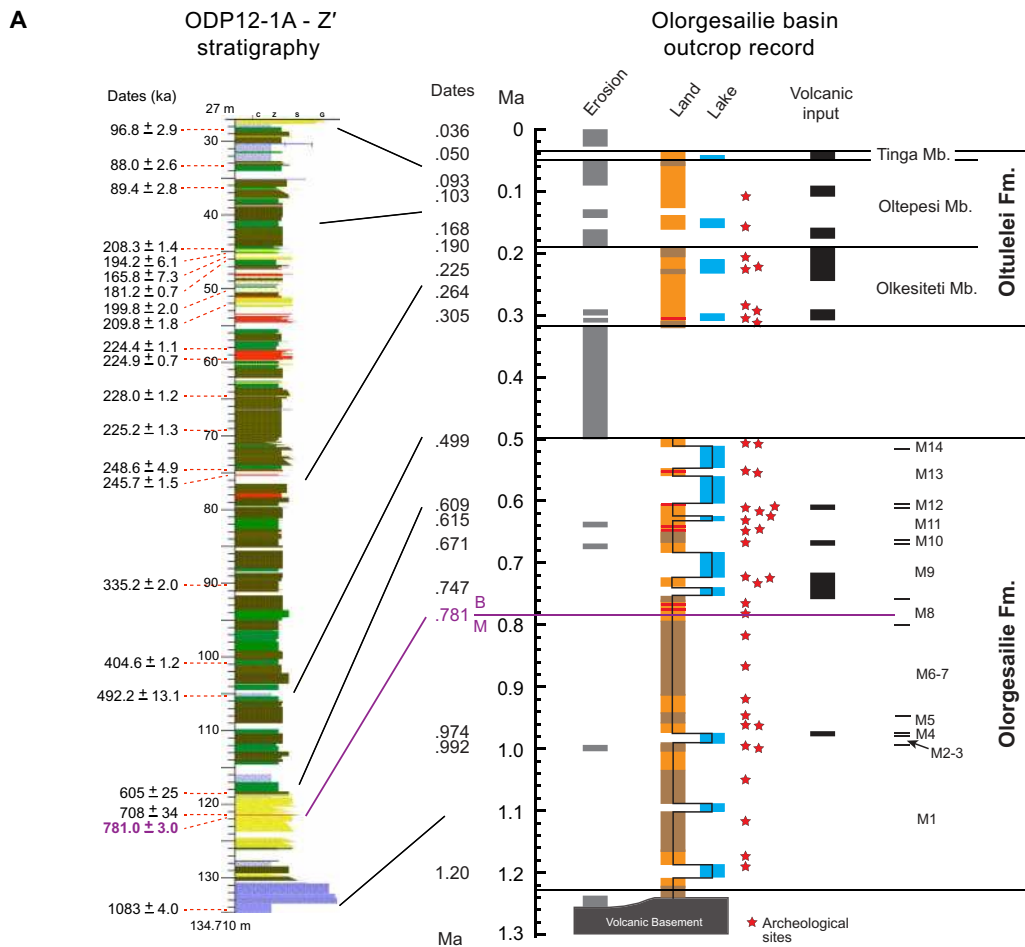 A
ODP12-1A - Z′
stratigraphy
Olorgesailie basin
outcrop record
Dates (ka)
27 m
C Z S G
96.8 ± 2.9
88.0 ± 2.6
89.4 ± 2.8
208.3 ± 1.4
194.2 ± 6.1
165.8 ± 7.3
181.2 ± 0.7
199.8 ± 2.0
209.8 ± 1.8
224.4 ± 1.1
224.9 ± 0.7
228.0 ± 1.2
225.2 ± 1.3
248.6 ± 4.9
245.7 ± 1.5
335.2 ± 2.0
404.6 ± 1.2
492.2 ± 13.1
605 ± 25
708 ± 34
781.0 ± 3.0
1083 ± 4.0
30
40
50
60
70
80
90
100
110
120
130
134.710 m
Dates
.036
.050
.093
.103
.168
.190
.225
.264
.305
.499
.609
.615
.671
.747
.781
.974
.992
1.20
Ma
B
M
Ma
0
0.1
0.2
0.3
0.4
0.5
0.6
0.7
0.8
0.9
1.0
1.1
1.2
1.3
Erosion
Land
Lake
Volcanic
input
Tinga Mb.
Oltepesi Mb.
Olkesiteti Mb.
Oltulelei Fm.
M14
M13
M12
M11
M10
M9
M8
M6-7
M5
M4
M2-3
M1
Olorgesailie Fm.
Volcanic Basement
Archeological
sites